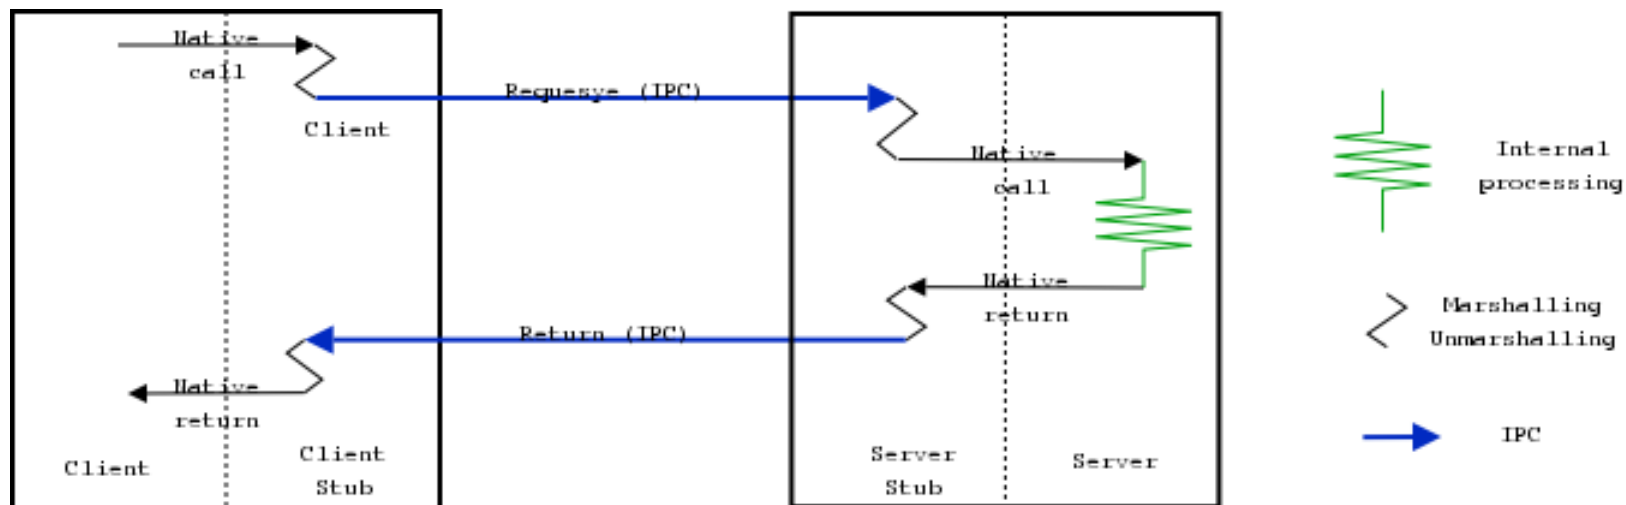 Native
call
Requesye (IPC)
Client
Native
call
Native
return
Return (IPC)
Native
return
Client
Client
Stub
Server
Stub
Server
Internal
processing
Marshalling
Unmarshalling
IPC